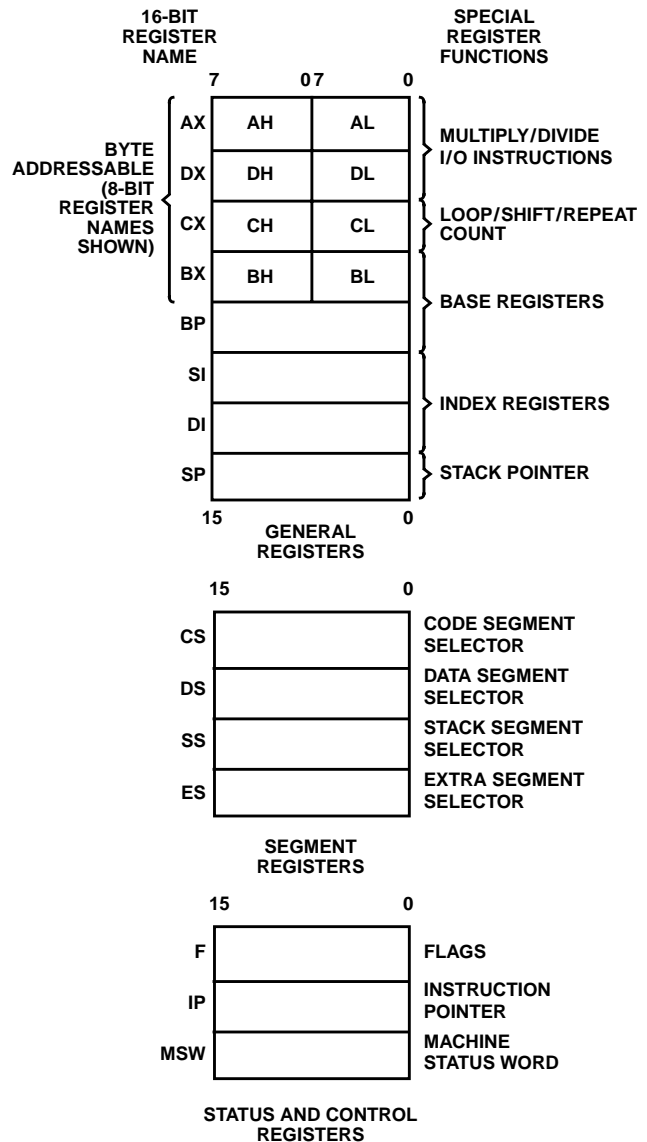 16-BIT
REGISTER
NAME
SPECIAL
REGISTER
FUNCTIONS
7 0 7 0
BYTE
ADDRESSABLE
(8-BIT
REGISTER
NAMES
SHOWN)
AX AH AL
DX DH DL
MULTIPLY/DIVIDE
I/O INSTRUCTIONS
CX CH CL
LOOP/SHIFT/REPEAT
COUNT
BX BH BL
BP
BASE REGISTERS
SI
DI
INDEX REGISTERS
SP
STACK POINTER
15 0
GENERAL
REGISTERS
15 0
CS
CODE SEGMENT
SELECTOR
DS
DATA SEGMENT
SELECTOR
SS
STACK SEGMENT
SELECTOR
ES
EXTRA SEGMENT
SELECTOR
SEGMENT
REGISTERS
15 0
F FLAGS
IP
INSTRUCTION
POINTER
MSW
MACHINE
STATUS WORD
STATUS AND CONTROL
REGISTERS